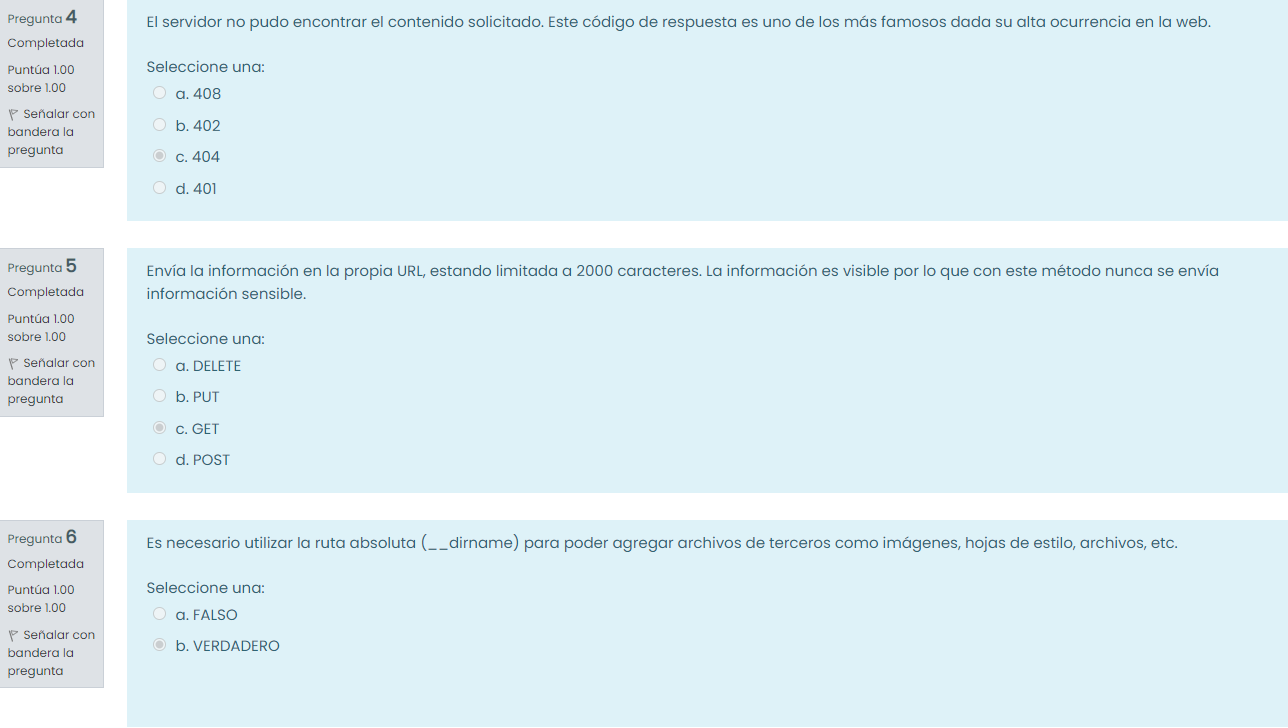 Pregunta 4
Completada
Puntúa 1.00
sobre 1.00
Señalar con
bandera la
pregunta
El servidor no pudo encontrar el contenido solicitado. Este código de respuesta es uno de los más famosos dada su alta ocurrencia en la web.
Seleccione una:
a. 408
b. 402
c. 404
d. 401
Pregunta 5
Completada
Puntúa 1.00
sobre 1.00
Señalar con
bandera la
pregunta
Envía la información en la propia URL, estando limitada a 2000 caracteres. La información es visible por lo que con este método nunca se envía
información sensible.
Seleccione una:
a. DELETE
b. PUT
c. GET
d. POST
Pregunta 6
Completada
Puntúa 1.00
sobre 1.00
Señalar con
bandera la
pregunta
Es necesario utilizar la ruta absoluta (__dirname) para poder agregar archivos de terceros como imágenes, hojas de estilo, archivos, etc.
Seleccione una:
a. FALSO
b. VERDADERO